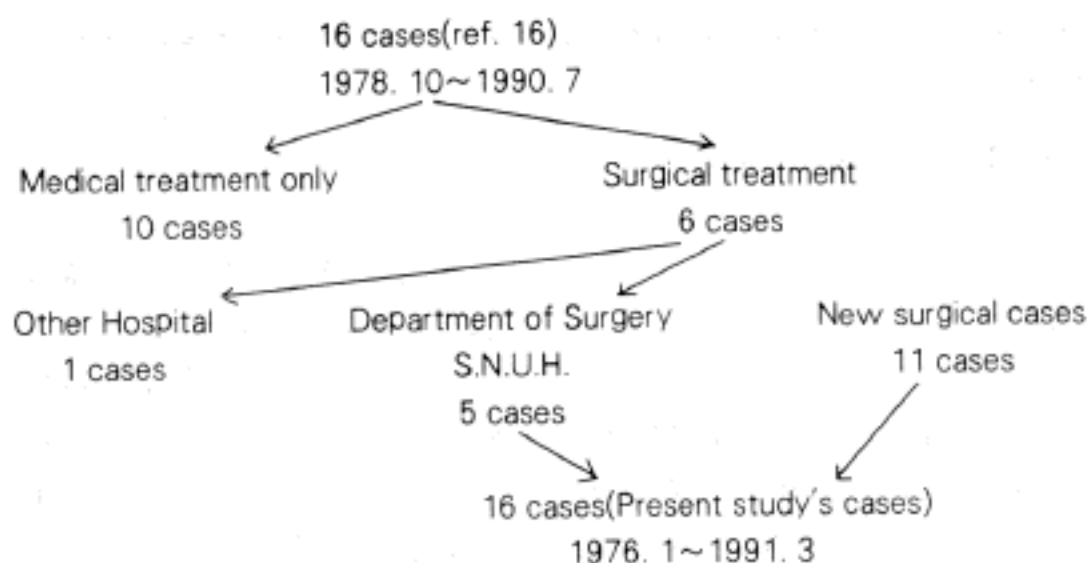 16 cases(ref. 16)
1978. 10~1990. 7
Medical treatment only
10 cases
Surgical treatment
6 cases
Other Hospital
1 cases
Department of Surgery
S.N.U.H.
5 cases
New surgical cases
11 cases
16 cases(Present study's cases)
1976. 1~1991. 3